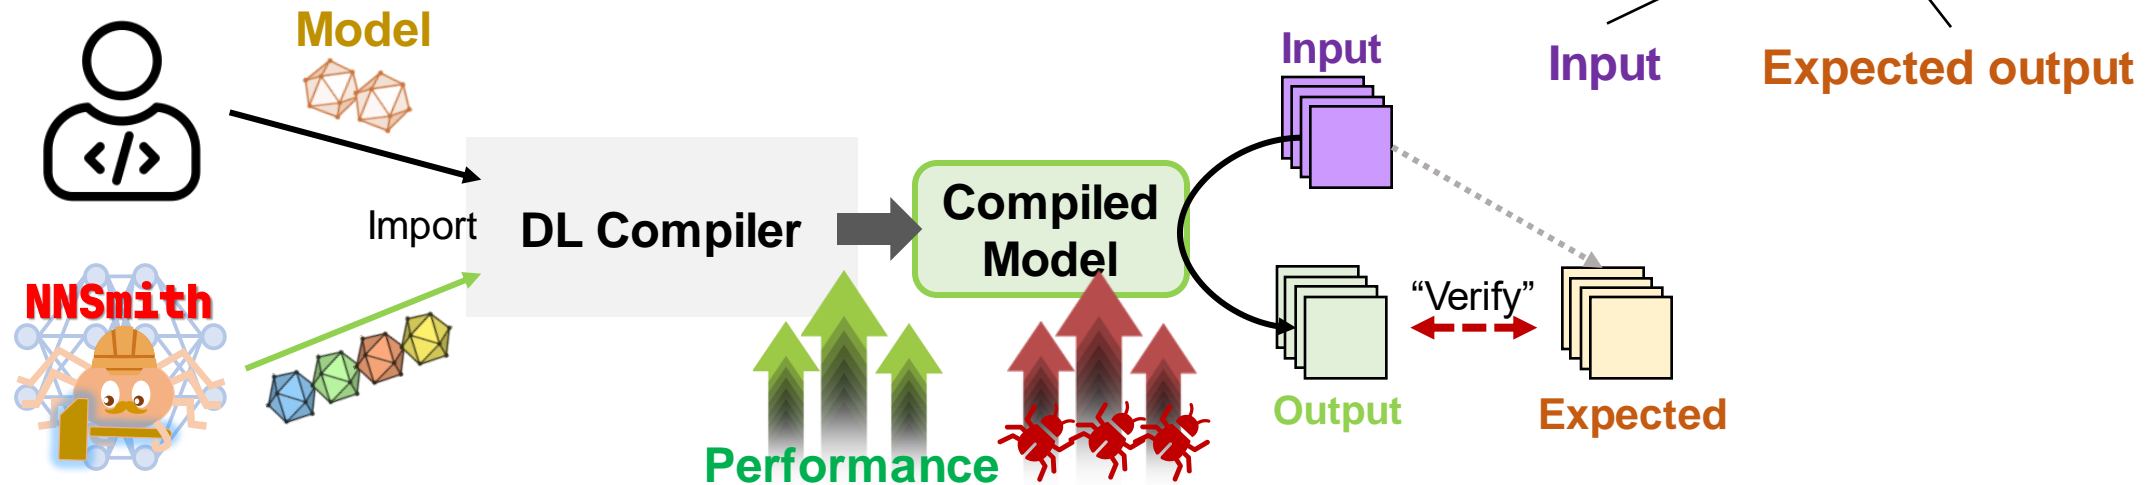 Model
</>
Import
NNSmith
DL Compiler
Compiled
Model
Performance
Input
Output
“Verify”
Expected
Input
Expected output